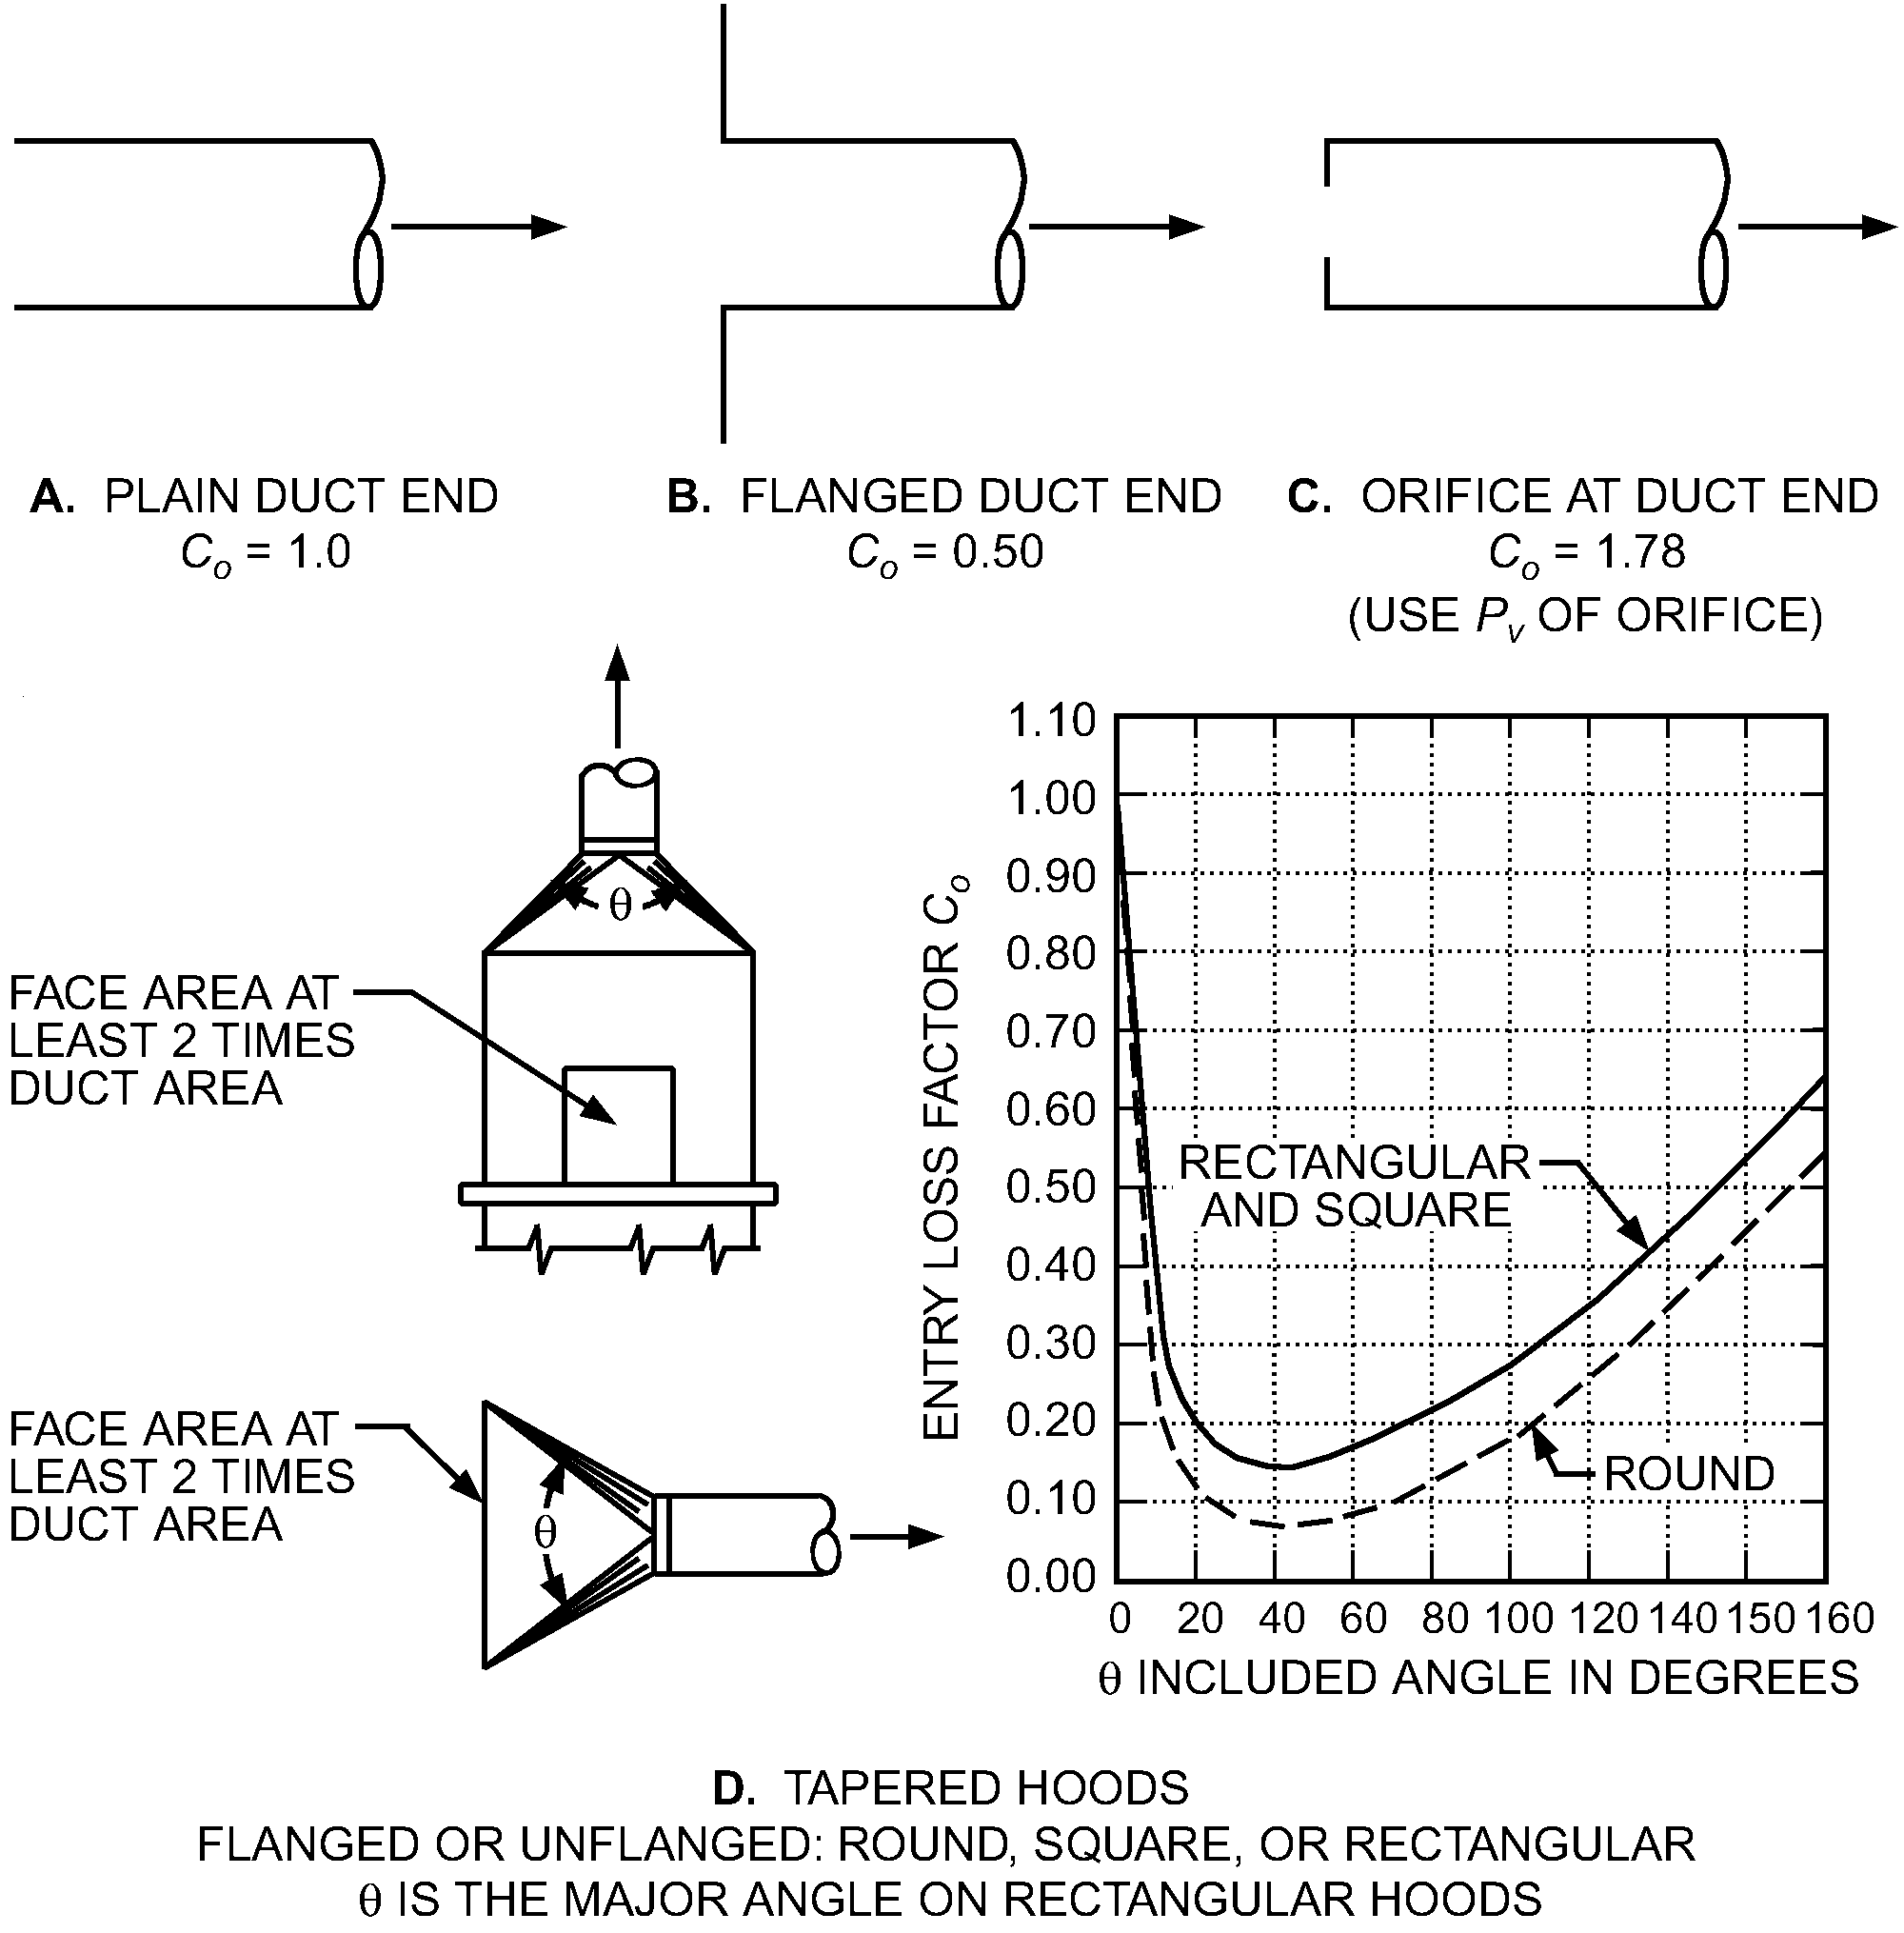 A. PLAIN DUCT END
Co = 1.0
B. FLANGED DUCT END
Co = 0.50
C. ORIFICE AT DUCT END
Co = 1.78
(USE Pv OF ORIFICE)
θ
FACE AREA AT
LEAST 2 TIMES
DUCT AREA
FACE AREA AT
LEAST 2 TIMES
DUCT AREA
θ
ENTRY LOSS FACTOR Co
1.10
1.00
0.90
0.80
0.70
0.60
0.50
0.40
0.30
0.20
0.10
0.00
RECTANGULAR
AND SQUARE
ROUND
0 20 40 60 80 100 120 140 150 160
θ INCLUDED ANGLE IN DEGREES
D. TAPERED HOODS
FLANGED OR UNFLANGED: ROUND, SQUARE, OR RECTANGULAR
θ IS THE MAJOR ANGLE ON RECTANGULAR HOODS